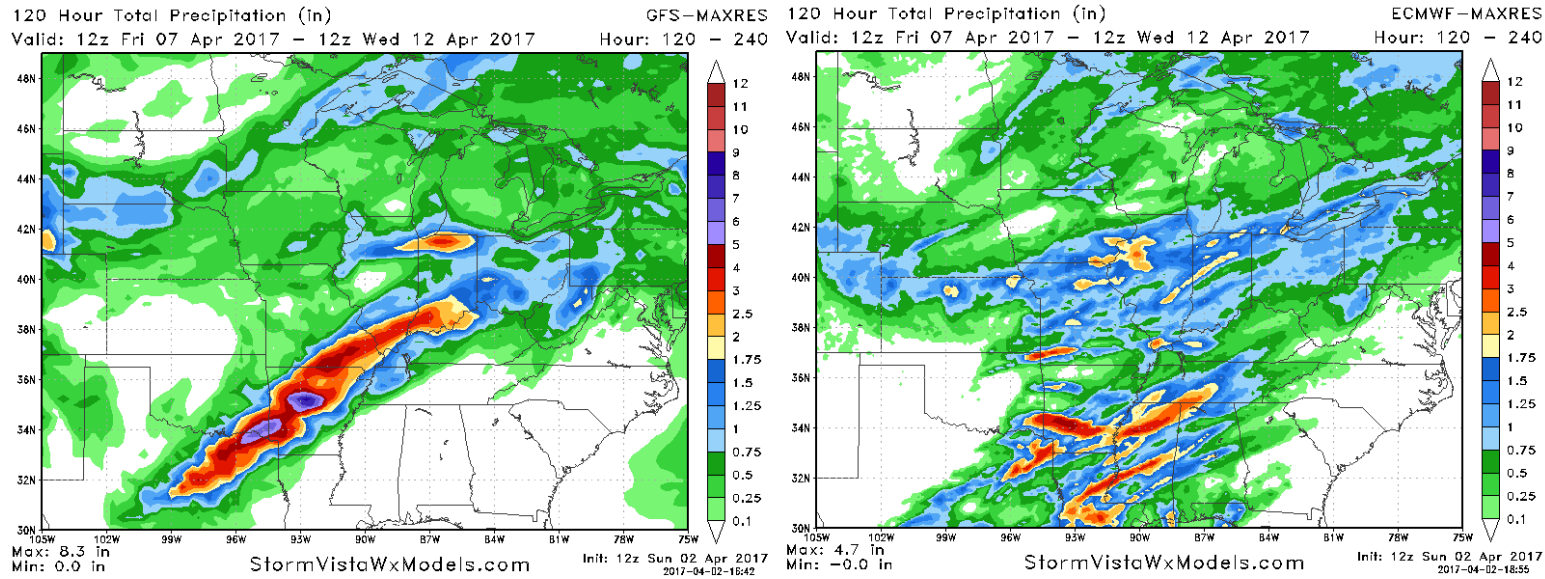 120 Hour Total Precipitation (in) GFS-MAXRES
Valid: 12z Fri 07 Apr 2017 - 12z Wed 12 Apr 2017 Hour: 120 - 240
48N
46N
44N
42N
40N
38N
36N
34N
32N
30N
105W 102W 99W 96W 93W 90W 87W 84W 81W 78W 75W
12
11
10
9
8
7
6
5
4
3
2.5
2
1.75
1.5
1.25
1
0.75
0.5
0.25
0.1
Max: 8.3 in
Min: 0.0 in
StormVistaWxModels.com
Init: 12z Sun 02 Apr 2017
2017-04-02-16:42
120 Hour Total Precipitation (in) ECMWF-MAXRES
Valid: 12z Fri 07 Apr 2017 - 12z Wed 12 Apr 2017 Hour: 120 - 240
48N
46N
44N
42N
40N
38N
36N
34N
32N
30N
105W 102W 99W 96W 93W 90W 87W 84W 81W 78W 75W
12
11
10
9
8
7
6
5
4
3
2.5
2
1.75
1.5
1.25
1
0.75
0.5
0.25
0.1
Max: 4.7 in
Min: -0.0 in
StormVistaWxModels.com
Init: 12z Sun 02 Apr 2017
2017-04-02-18:55